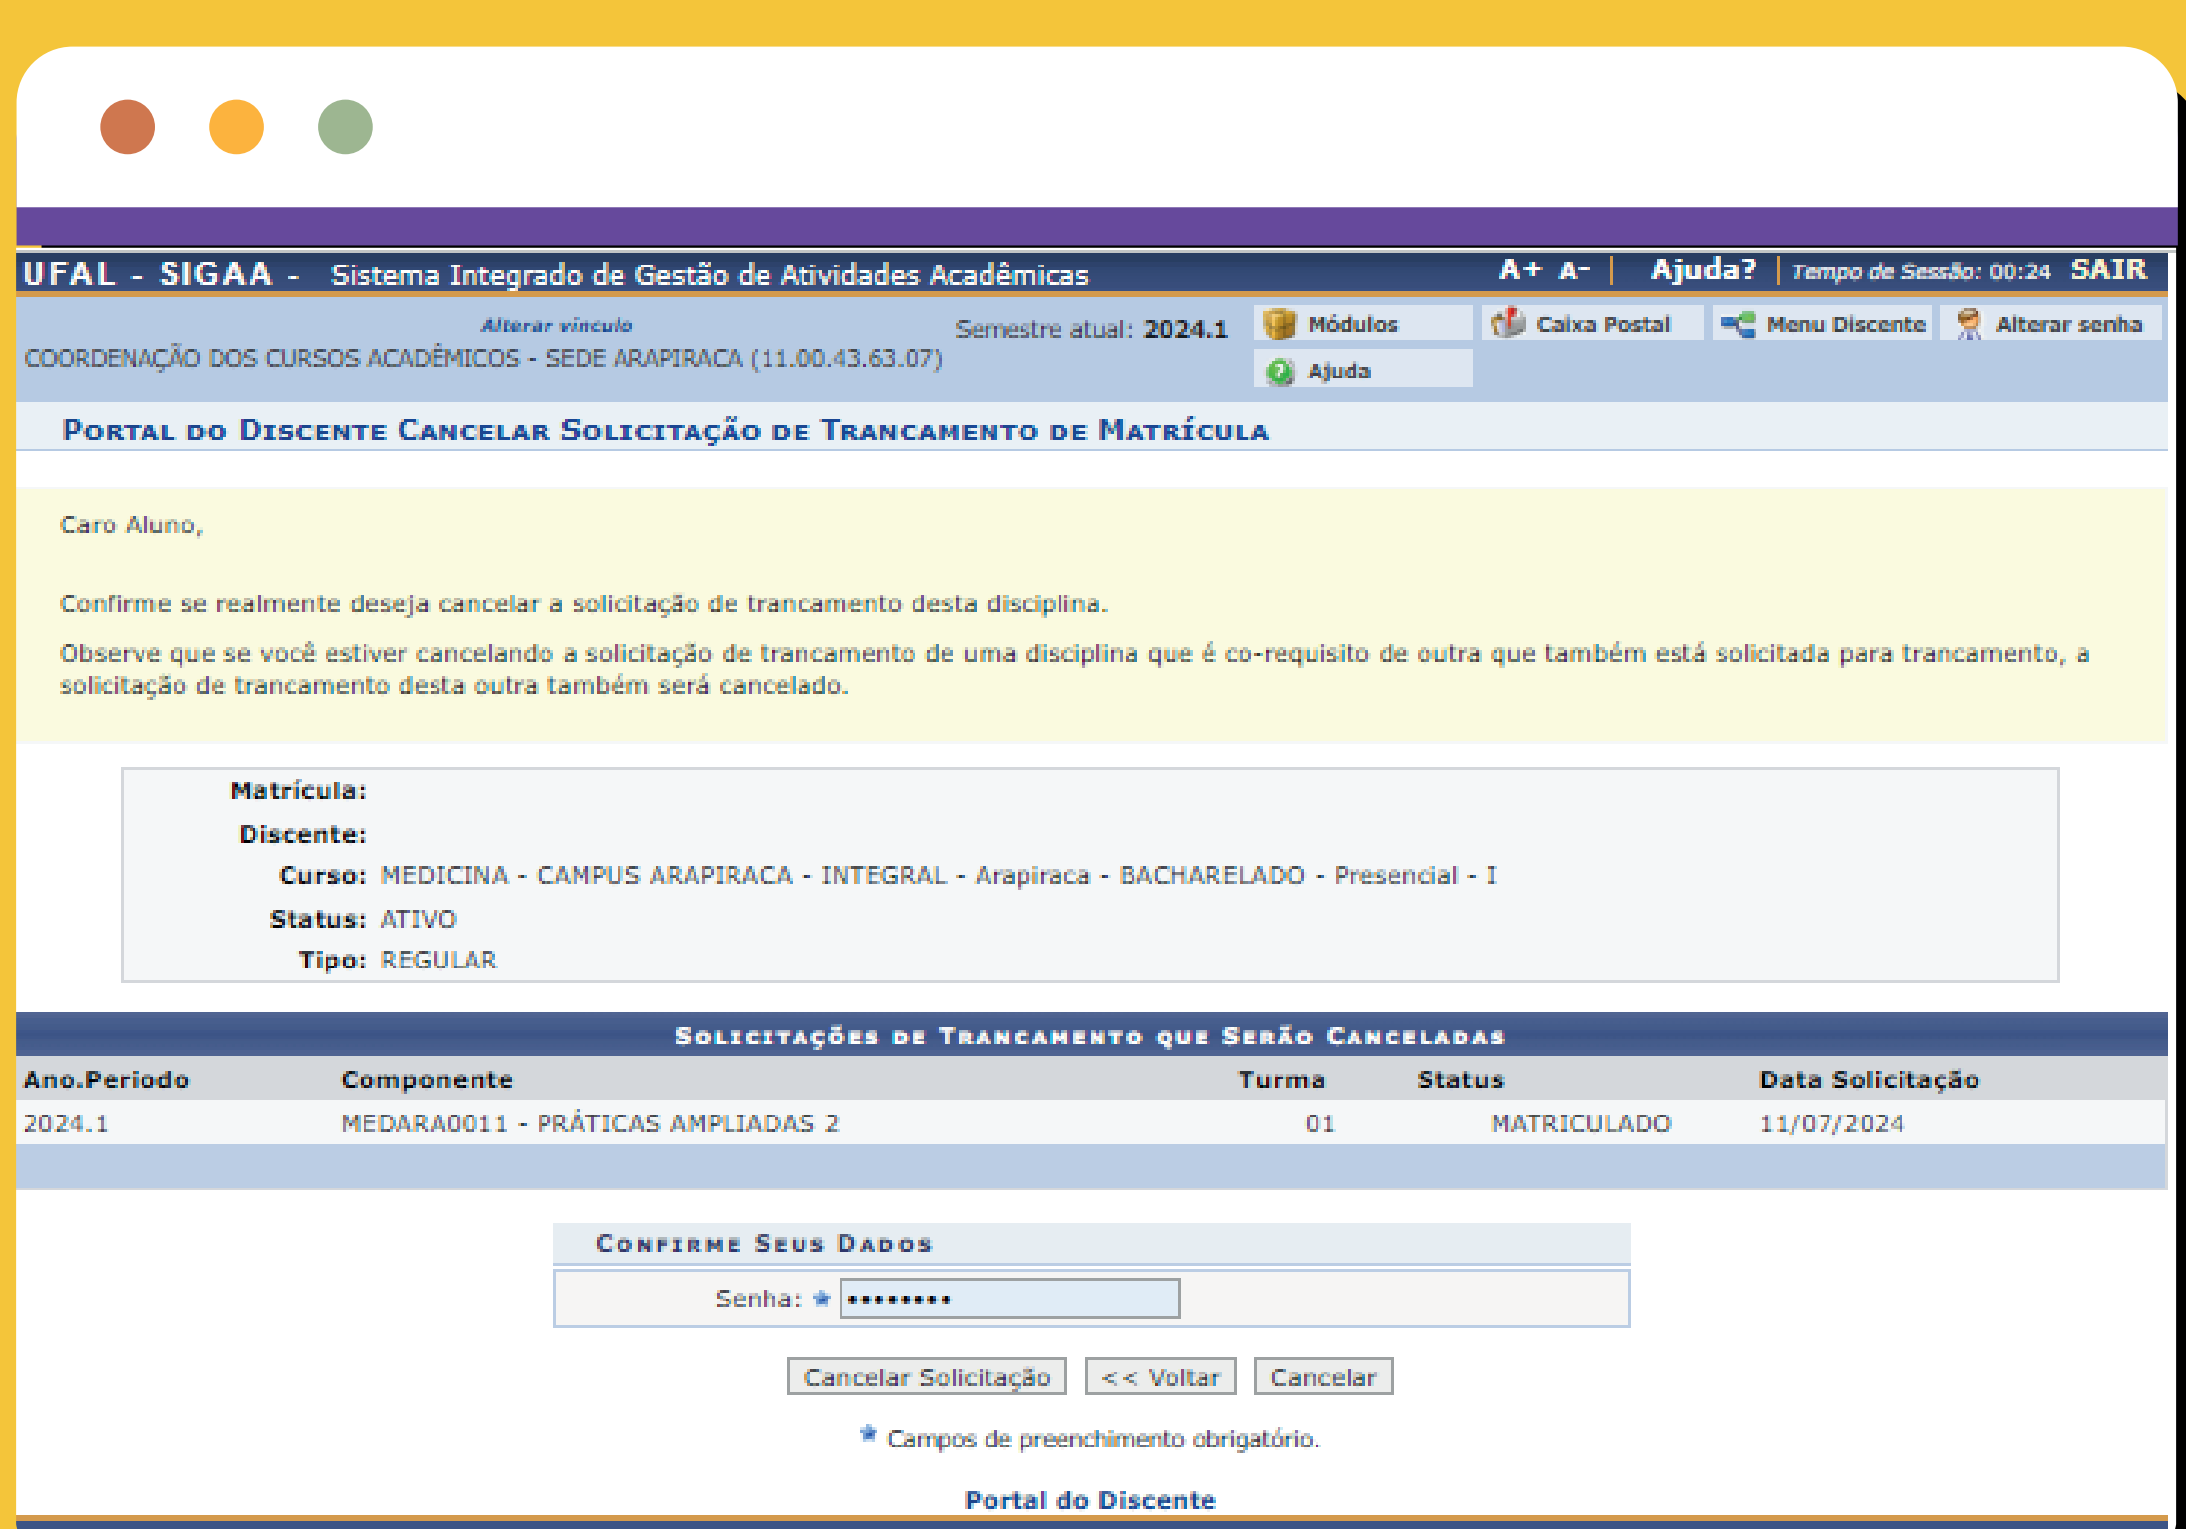 UFAL - SIGAA - Sistema Integrado de Gestão de Atividades Acadêmicas
A+ A- | Ajuda? | Tempo de Sessão: 00:24 SAIR
Alterar vínculo
Semestre atual: 2024.1
Módulos
Caixa Postal
Menu Discente
Alterar senha
COORDENAÇÃO DOS CURSOS ACADÊMICOS - SEDE ARAPIRACA (11.00.43.63.07)
Ajuda
PORTAL DO DISCENTE CANCELAR SOLICITAÇÃO DE TRANCAMENTO DE MATRÍCULA
Caro Aluno,
Confirme se realmente deseja cancelar a solicitação de trancamento desta disciplina.
Observe que se você estiver cancelando a solicitação de trancamento de uma disciplina que é co-requisito de outra que também está solicitada para trancamento, a
solicitação de trancamento desta outra também será cancelado.
Matrícula:
Discente:
Curso: MEDICINA - CAMPUS ARAPIRACA - INTEGRAL - Arapiraca - BACHARELADO - Presencial - I
Status: ATIVO
Tipo: REGULAR
SOLICITAÇÕES DE TRANCAMENTO QUE SERÃO CANCELADAS
Ano.Periodo Componente Turma Status Data Solicitação
2024.1 MEDARA0011 - PRÁTICAS AMPLIADAS 2 01 MATRICULADO 11/07/2024
CONFIRME SEUS DADOS
Senha: ••••••••
Cancelar Solicitação << Voltar Cancelar
Campos de preenchimento obrigatório.
Portal do Discente